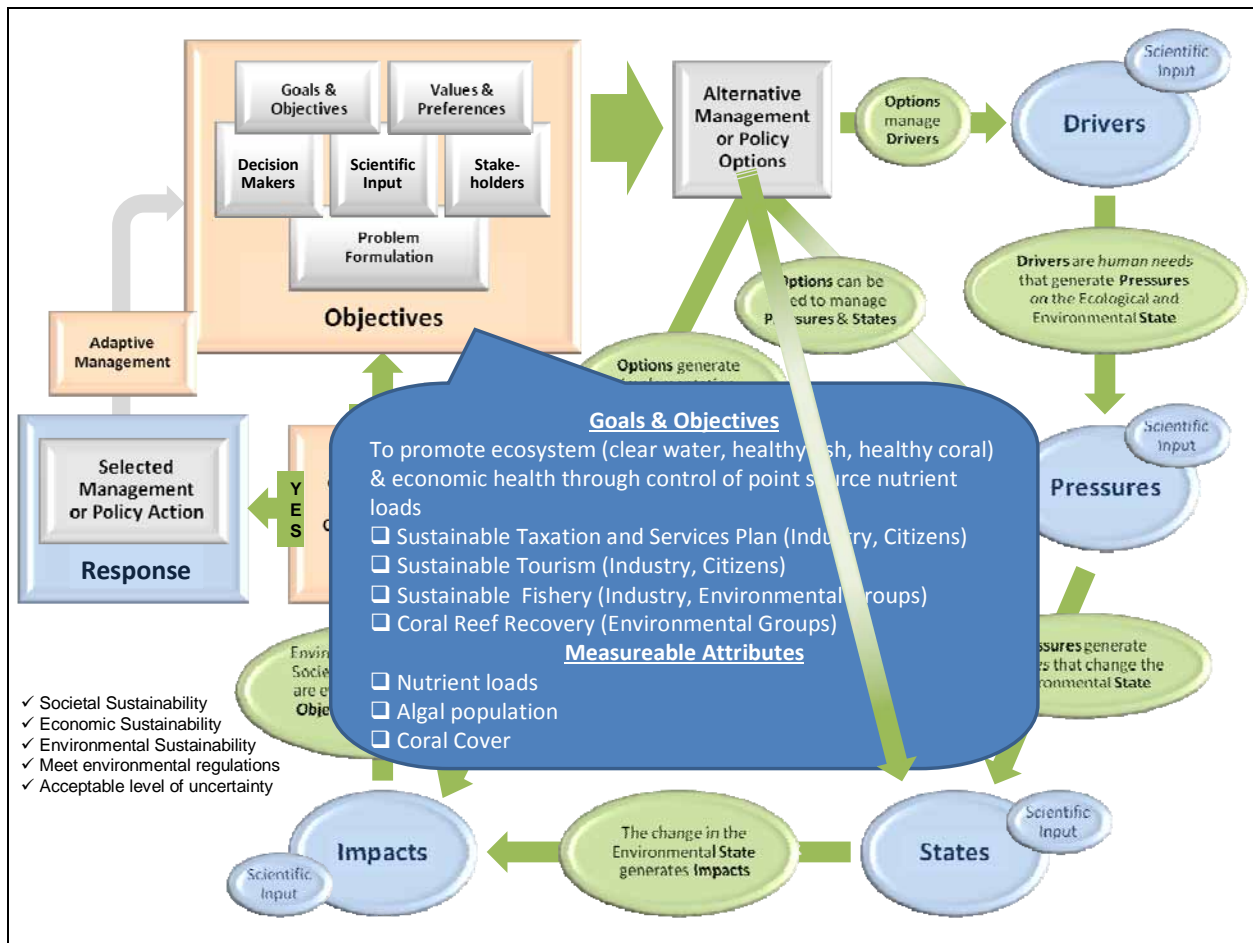 Goals &
Objectives
Values &
Preferences
Decision
Makers
Scientific
Input
Stake-
holders
Problem
Formulation
Objectives
Alternative
Management
or Policy
Options
Options
manage
Drivers
Scientific
Input
Drivers
Drivers are human needs
that generate Pressures
on the Ecological and
Environmental State
Options can be
to manage
Pressures & States
Options generate
Adaptive
Management
Selected
Management
or Policy Action
Response
Y
E
S
Scientific
Input
Pressures
Goals & Objectives
To promote ecosystem (clear water, healthy fish, healthy coral)
& economic health through control of point source nutrient
loads
❑ Sustainable Taxation and Services Plan (Industry, Citizens)
❑ Sustainable Tourism (Industry, Citizens)
❑ Sustainable Fishery (Industry, Environmental Groups)
❑ Coral Reef Recovery (Environmental Groups)
Measureable Attributes
❑ Nutrient loads
❑ Algal population
❑ Coral Cover
generate
that change the
State
are
✓ Societal Sustainability
✓ Economic Sustainability
✓ Environmental Sustainability
✓ Meet environmental regulations
✓ Acceptable level of uncertainty
Impacts
Scientific
Input
The change in the
Environmental State
generates Impacts
States
Scientific
Input